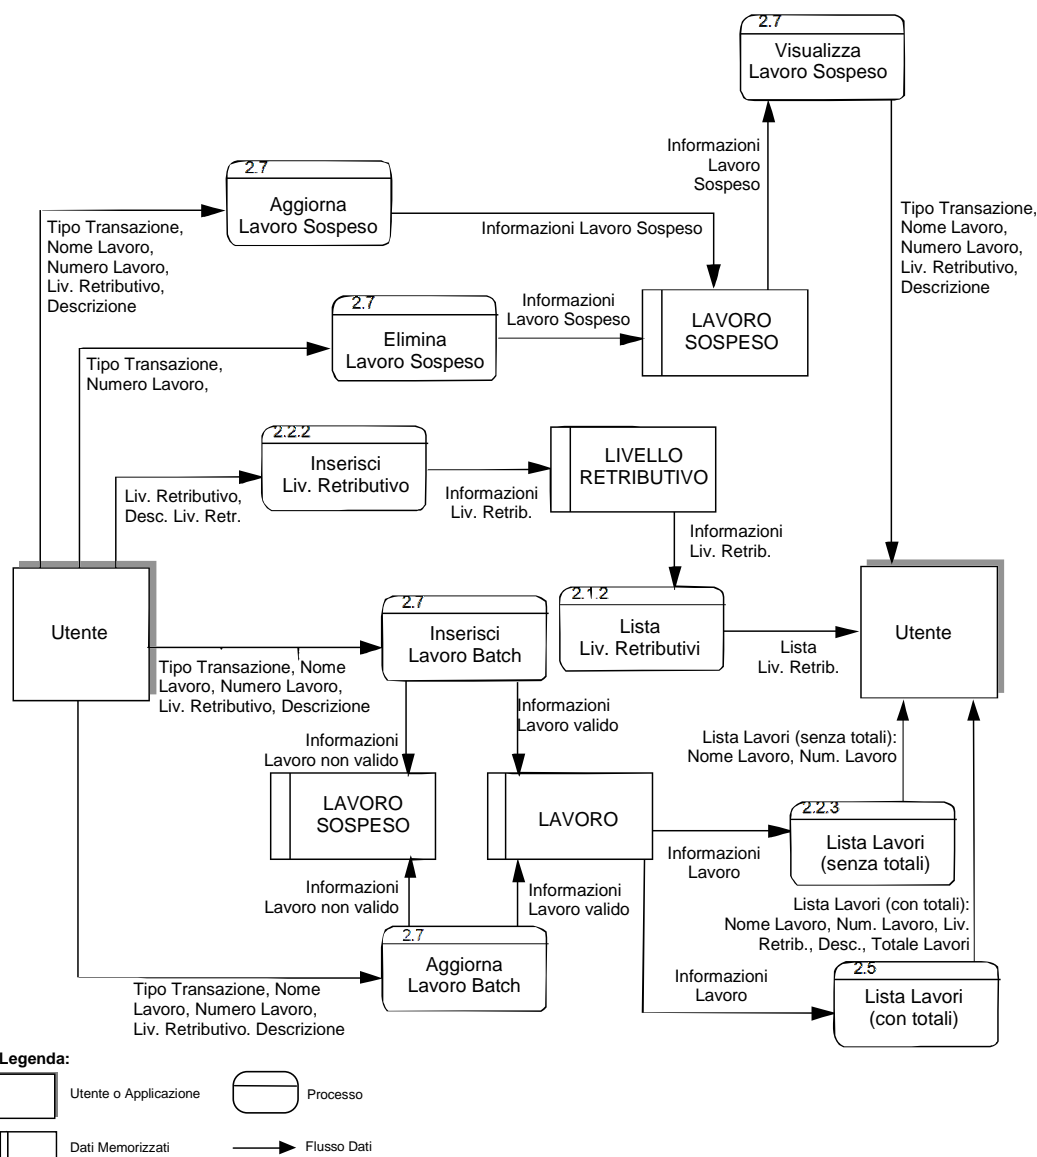 2.7
Visualizza
Lavoro Sospeso
Informazioni
Lavoro
Sospeso
2.7
Aggiorna
Lavoro Sospeso
Tipo Transazione,
Nome Lavoro,
Numero Lavoro,
Liv. Retributivo,
Descrizione
Informazioni Lavoro Sospeso
Tipo Transazione,
Nome Lavoro,
Numero Lavoro,
Liv. Retributivo,
Descrizione
2.7
Elimina
Lavoro Sospeso
Informazioni
Lavoro Sospeso
LAVORO
SOSPESO
Tipo Transazione,
Numero Lavoro,
2.2.2
Inserisci
Liv. Retributivo
LIVELLO
RETRIBUTIVO
Liv. Retributivo,
Desc. Liv. Retr.
Informazioni
Liv. Retrib.
Informazioni
Liv. Retrib.
Utente
2.7
Inserisci
Lavoro Batch
2.1.2
Lista
Liv. Retributivi
Lista
Liv. Retrib.
Utente
Tipo Transazione, Nome
Lavoro, Numero Lavoro,
Liv. Retributivo, Descrizione
Informazioni
Lavoro valido
Informazioni
Lavoro non valido
Lista Lavori (senza totali):
Nome Lavoro, Num. Lavoro
LAVORO
SOSPESO
LAVORO
2.2.3
Lista Lavori
(senza totali)
Informazioni
Lavoro
Informazioni
Lavoro non valido
Informazioni
Lavoro valido
Lista Lavori (con totali):
Nome Lavoro, Num. Lavoro, Liv.
Retrib., Desc., Totale Lavori
2.7
Aggiorna
Lavoro Batch
Informazioni
Lavoro
2.5
Lista Lavori
(con totali)
Tipo Transazione, Nome
Lavoro, Numero Lavoro,
Liv. Retributivo. Descrizione
Legenda:
Utente o Applicazione
Processo
Dati Memorizzati
Flusso Dati